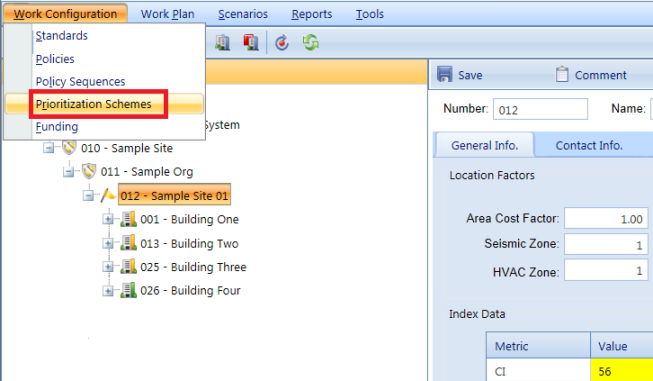 Work Configuration Work Plan Scenarios Reports Tools
Standards
Policies
Policy Sequences
Prioritization Schemes
Funding
System
010 - Sample Site
011 - Sample Org
012 - Sample Site 01
001 - Building One
013 - Building Two
025 - Building Three
026 - Building Four
Save Comment
Number: 012 Name:
General Info. Contact Info.
Location Factors
Area Cost Factor: 1.00
Seismic Zone: 1
HVAC Zone: 1
Index Data
Metric Value
CI 56